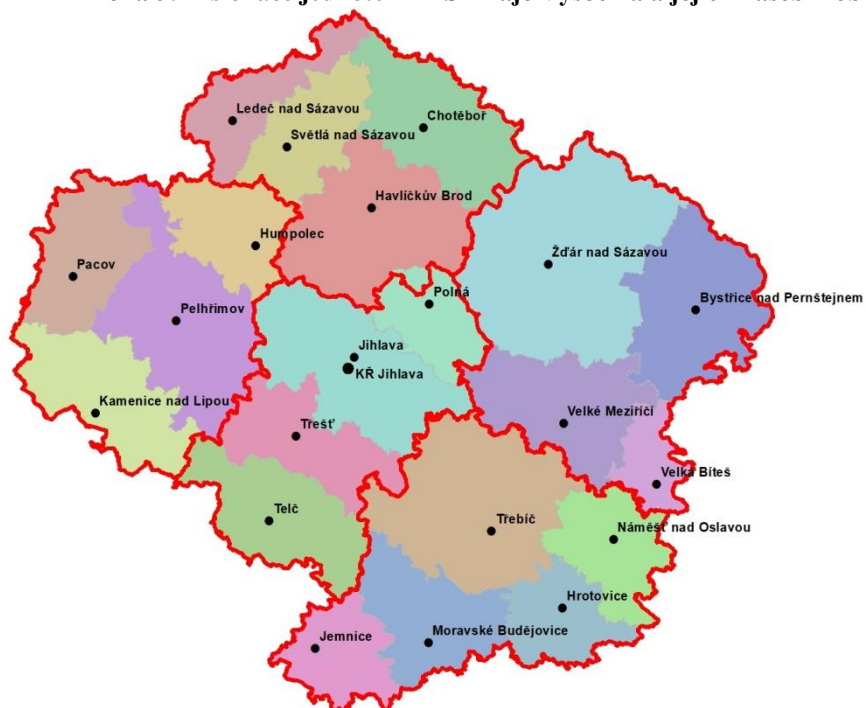 Ledeč nad Sázavou
Chotěboř
Světlá nad Sázavou
Havlíčkův Brod
Humpolec
Žďár nad Sázavou
Pacov
Polná
Bystřice nad Pernštejnem
Pelhřimov
Jihlava
KŘ Jihlava
Kamenice nad Lipou
Velké Meziříčí
Třešť
Velká Bíteš
Telč
Třebíč
Náměšť nad Oslavou
Hrotovice
Jemnice
Moravské Budějovice